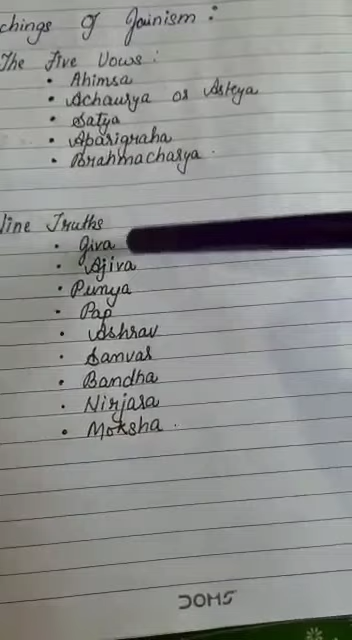 chings of Jainism :
The Five Vows :
• Ahimsa
• Achaurya or Asteya
• Satya
• Aparigraha
• Brahmacharya .
Nine Truths
• Jiva
• Ajiva
• Punya
• Pap
• Ashrav
• Samvar
• Bandha
• Nirjara
• Moksha .
DOMS